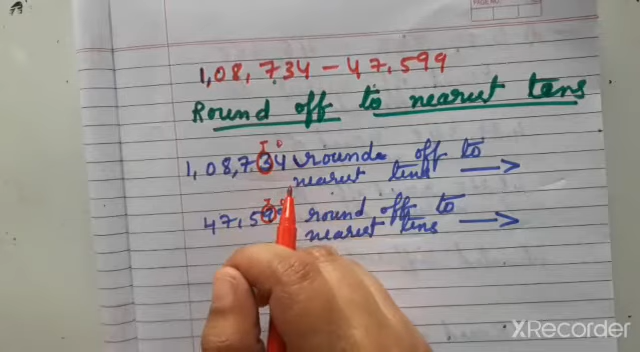 1,08,734 - 47,599
Round off to nearest tens
T O
1,08,734 rounds off to
nearest tens →
T O
47,59 round off to
nearest tens →
XRecorder